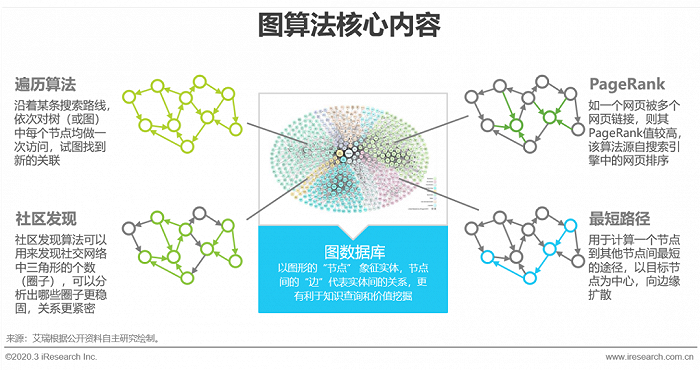 图算法核心内容
遍历算法
沿着某条搜索路线，
依次对树（或图）
中每个节点均做一
次访问，试图找到
新的关联
PageRank
如一个网页被多个
网页链接，则其
PageRank值较高，
该算法源自搜索引
擎中的网页排序
社区发现
社区发现算法可以
用来发现社交网络
中三角形的个数
（圈子），可以分
析出哪些圈子更稳
固，关系更紧密
图数据库
以图形的“节点” 象征实体，节点
间的“边”代表实体间的关系，更
有利于知识查询和价值挖掘
最短路径
用于计算一个节点
到其他节点间最短
的途径，以目标节
点为中心，向边缘
扩散
来源：艾瑞根据公开资料自主研究绘制。
©2020.3 iResearch Inc.
www.iresearch.com.cn